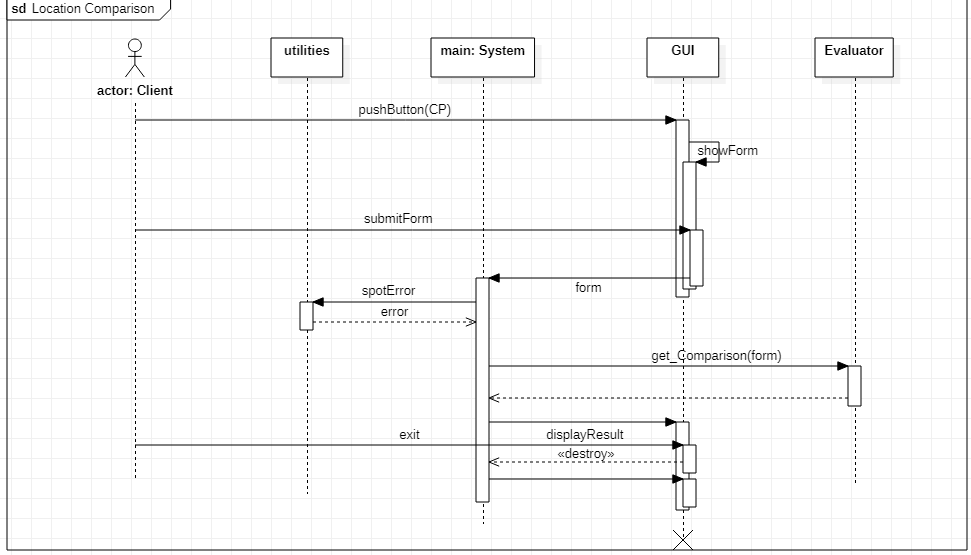 sd Location Comparison
utilities
main: System
GUI
Evaluator
actor: Client
pushButton(CP)
showForm
submitForm
form
spotError
error
get_Comparison(form)
exit
displayResult
«destroy»